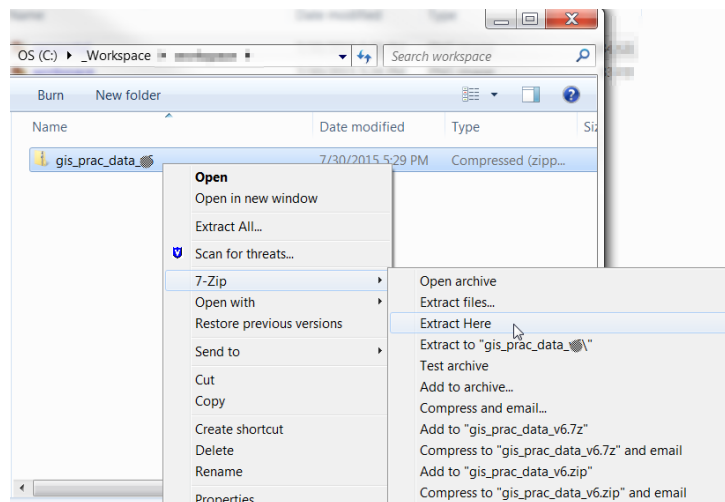 OS (C:) ▸ _Workspace
Search workspace
Burn New folder
Name Date modified Type Siz
gis_prac_data_ 7/30/2015 5:29 PM Compressed (zipp...
Open
Open in new window
Extract All...
Scan for threats...
7-Zip
Open with
Restore previous versions
Send to
Cut
Copy
Create shortcut
Delete
Rename
Properties
Open archive
Extract files...
Extract Here
Extract to "gis_prac_data_\"
Test archive
Add to archive...
Compress and email...
Add to "gis_prac_data_v6.7z"
Compress to "gis_prac_data_v6.7z" and email
Add to "gis_prac_data_v6.zip"
Compress to "gis_prac_data_v6.zip" and email